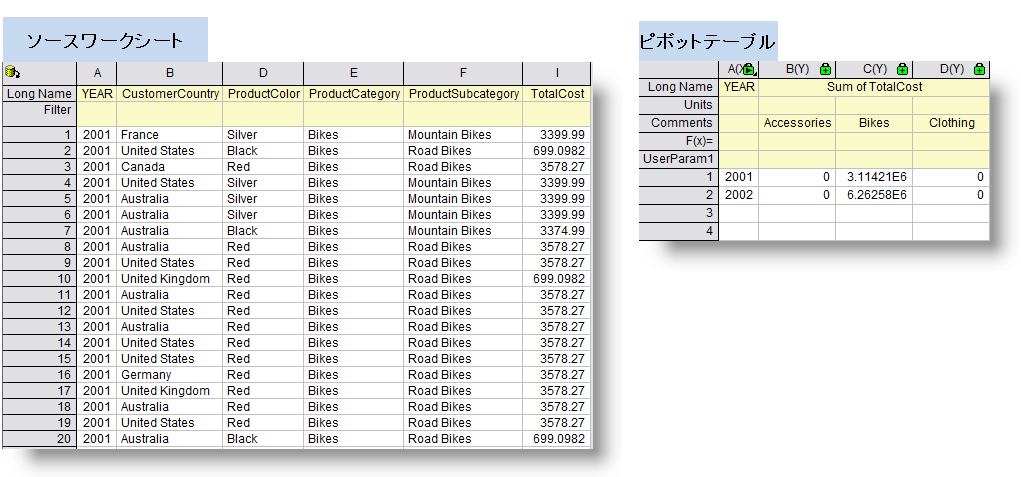 ソースワークシート
A B D E F I
Long Name YEAR CustomerCountry ProductColor ProductCategory ProductSubcategory TotalCost
Filter
1 2001 France Silver Bikes Mountain Bikes 3399.99
2 2001 United States Black Bikes Road Bikes 699.0982
3 2001 Canada Red Bikes Road Bikes 3578.27
4 2001 United States Silver Bikes Mountain Bikes 3399.99
5 2001 Australia Silver Bikes Mountain Bikes 3399.99
6 2001 Australia Silver Bikes Mountain Bikes 3399.99
7 2001 Australia Black Bikes Mountain Bikes 3374.99
8 2001 Australia Red Bikes Road Bikes 3578.27
9 2001 United States Red Bikes Road Bikes 3578.27
10 2001 United Kingdom Red Bikes Road Bikes 699.0982
11 2001 Australia Red Bikes Road Bikes 3578.27
12 2001 United States Red Bikes Road Bikes 3578.27
13 2001 Australia Red Bikes Road Bikes 3578.27
14 2001 United States Red Bikes Road Bikes 3578.27
15 2001 United States Red Bikes Road Bikes 3578.27
16 2001 Germany Red Bikes Road Bikes 3578.27
17 2001 United Kingdom Red Bikes Road Bikes 3578.27
18 2001 Australia Red Bikes Road Bikes 3578.27
19 2001 United States Red Bikes Road Bikes 3578.27
20 2001 Australia Black Bikes Road Bikes 699.0982
ピボットテーブル
A(X) B(Y) C(Y) D(Y)
Long Name YEAR Sum of TotalCost
Units
Comments Accessories Bikes Clothing
F(x)=
UserParam1
1 2001 0 3.11421E6 0
2 2002 0 6.26258E6 0
3
4